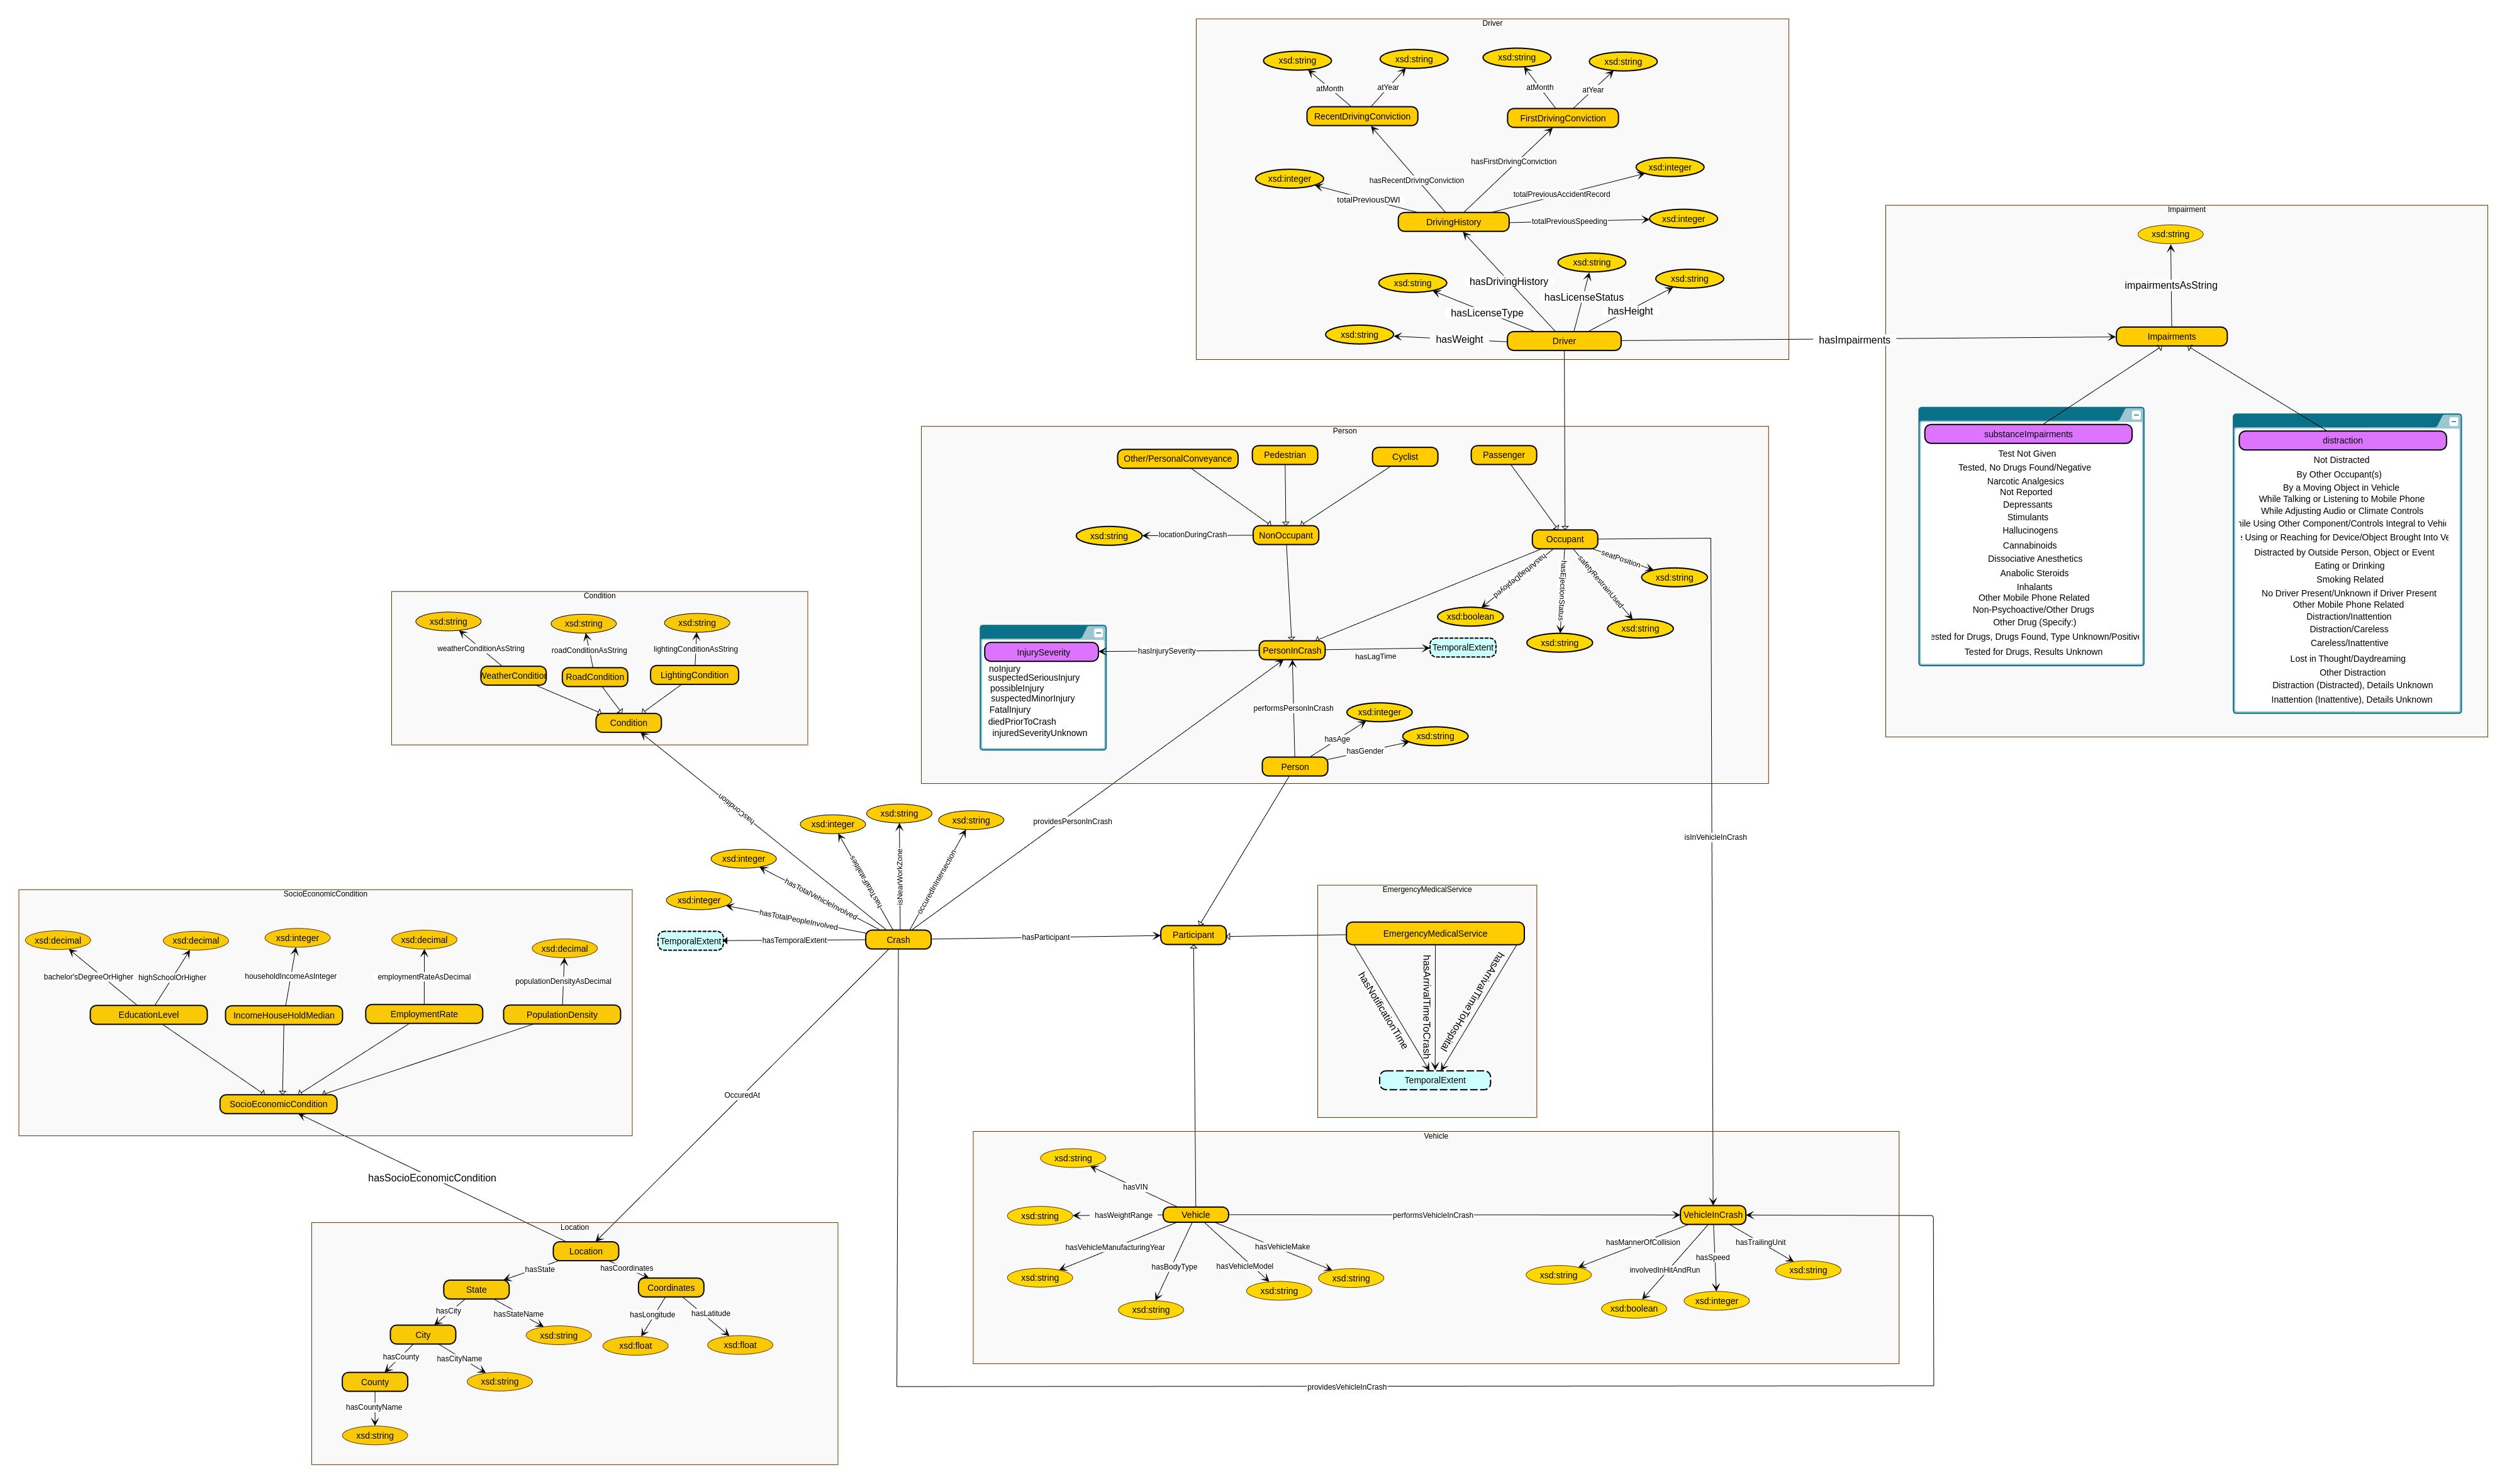 Driver
xsd:string
xsd:string
xsd:string
xsd:string
atMonth
atYear
atMonth
atYear
RecentDrivingConviction
FirstDrivingConviction
hasFirstDrivingConviction
hasRecentDrivingConviction
xsd:integer
xsd:integer
totalPreviousDWI
totalPreviousAccidentRecord
DrivingHistory
totalPreviousSpeeding
xsd:integer
xsd:string
hasDrivingHistory
xsd:string
xsd:string
hasLicenseType
hasLicenseStatus
hasHeight
xsd:string
hasWeight
Driver
hasImpairments
Impairment
xsd:string
impairmentsAsString
Impairments
substanceImpairments
Test Not Given
Tested, No Drugs Found/Negative
Narcotic Analgesics
Not Reported
Depressants
Stimulants
Hallucinogens
Cannabinoids
Dissociative Anesthetics
Anabolic Steroids
Inhalants
Other Mobile Phone Related
Non-Psychoactive/Other Drugs
Other Drug (Specify:)
ested for Drugs, Drugs Found, Type Unknown/Positive
Tested for Drugs, Results Unknown
distraction
Not Distracted
By Other Occupant(s)
By a Moving Object in Vehicle
While Talking or Listening to Mobile Phone
While Adjusting Audio or Climate Controls
ile Using Other Component/Controls Integral to Vehic
Using or Reaching for Device/Object Brought Into Ve
Distracted by Outside Person, Object or Event
Eating or Drinking
Smoking Related
No Driver Present/Unknown if Driver Present
Other Mobile Phone Related
Distraction/Inattention
Distraction/Careless
Careless/Inattentive
Lost in Thought/Daydreaming
Other Distraction
Distraction (Distracted), Details Unknown
Inattention (Inattentive), Details Unknown
Person
Other/PersonalConveyance
Pedestrian
Cyclist
Passenger
xsd:string
locationDuringCrash
NonOccupant
Occupant
hasAirbagDeployed
hasEjectionStatus
safetyRestrainUsed
seatPosition
xsd:string
xsd:boolean
xsd:string
xsd:string
InjurySeverity
noInjury
suspectedSeriousInjury
possibleInjury
suspectedMinorInjury
FatalInjury
diedPriorToCrash
injuredSeverityUnknown
hasInjurySeverity
PersonInCrash
hasLagTime
TemporalExtent
performsPersonInCrash
xsd:integer
hasAge
xsd:string
hasGender
Person
Condition
xsd:string
xsd:string
xsd:string
weatherConditionAsString
roadConditionAsString
lightingConditionAsString
WeatherCondition
RoadCondition
LightingCondition
Condition
hasCondition
xsd:integer
xsd:string
xsd:string
providesPersonInCrash
isInVehicleInCrash
xsd:integer
hasTotalFatalities
isNearWorkZone
occuredInIntersection
hasTotalVehicleInvolved
xsd:integer
hasTotalPeopleInvolved
TemporalExtent
hasTemporalExtent
Crash
hasParticipant
Participant
EmergencyMedicalService
EmergencyMedicalService
hasNotificationTime
hasArrivalTimeToCrash
hasArrivalTimeToHospital
TemporalExtent
SocioEconomicCondition
xsd:decimal
xsd:decimal
xsd:integer
xsd:decimal
xsd:decimal
bachelor'sDegreeOrHigher
highSchoolOrHigher
householdIncomeAsInteger
employmentRateAsDecimal
populationDensityAsDecimal
EducationLevel
IncomeHouseHoldMedian
EmploymentRate
PopulationDensity
SocioEconomicCondition
OccuredAt
hasSocioEconomicCondition
Location
Location
hasState
hasCoordinates
State
Coordinates
hasCity
hasStateName
hasLongitude
hasLatitude
City
xsd:string
xsd:float
xsd:float
hasCounty
hasCityName
County
xsd:string
hasCountyName
xsd:string
Vehicle
xsd:string
hasVIN
xsd:string
hasWeightRange
Vehicle
performsVehicleInCrash
VehicleInCrash
hasVehicleManufacturingYear
hasBodyType
hasVehicleModel
hasVehicleMake
xsd:string
xsd:string
xsd:string
xsd:string
hasMannerOfCollision
involvedInHitAndRun
hasSpeed
hasTrailingUnit
xsd:string
xsd:boolean
xsd:integer
xsd:string
providesVehicleInCrash